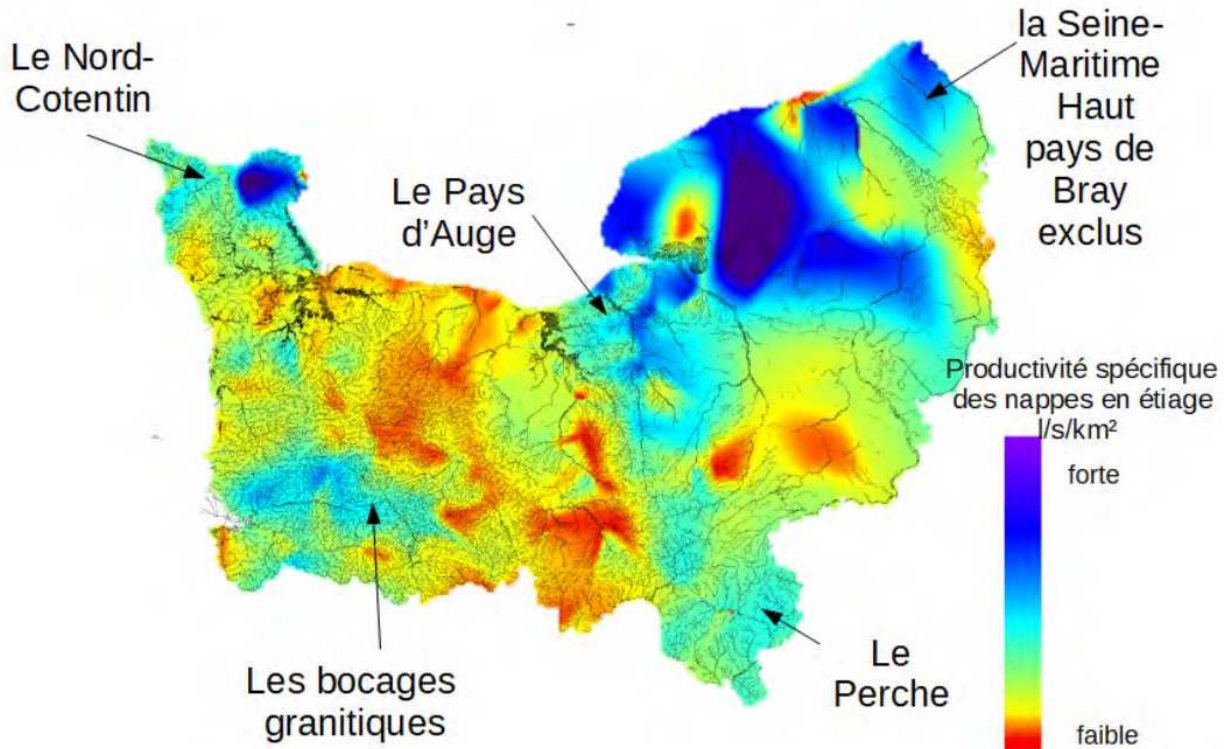 Le Nord-
Cotentin
la Seine-
Maritime
Haut
pays de
Bray
exclus
Le Pays
d'Auge
Productivité spécifique
des nappes en étiage
l/s/km²
forte
faible
Les bocages
granitiques
Le
Perche